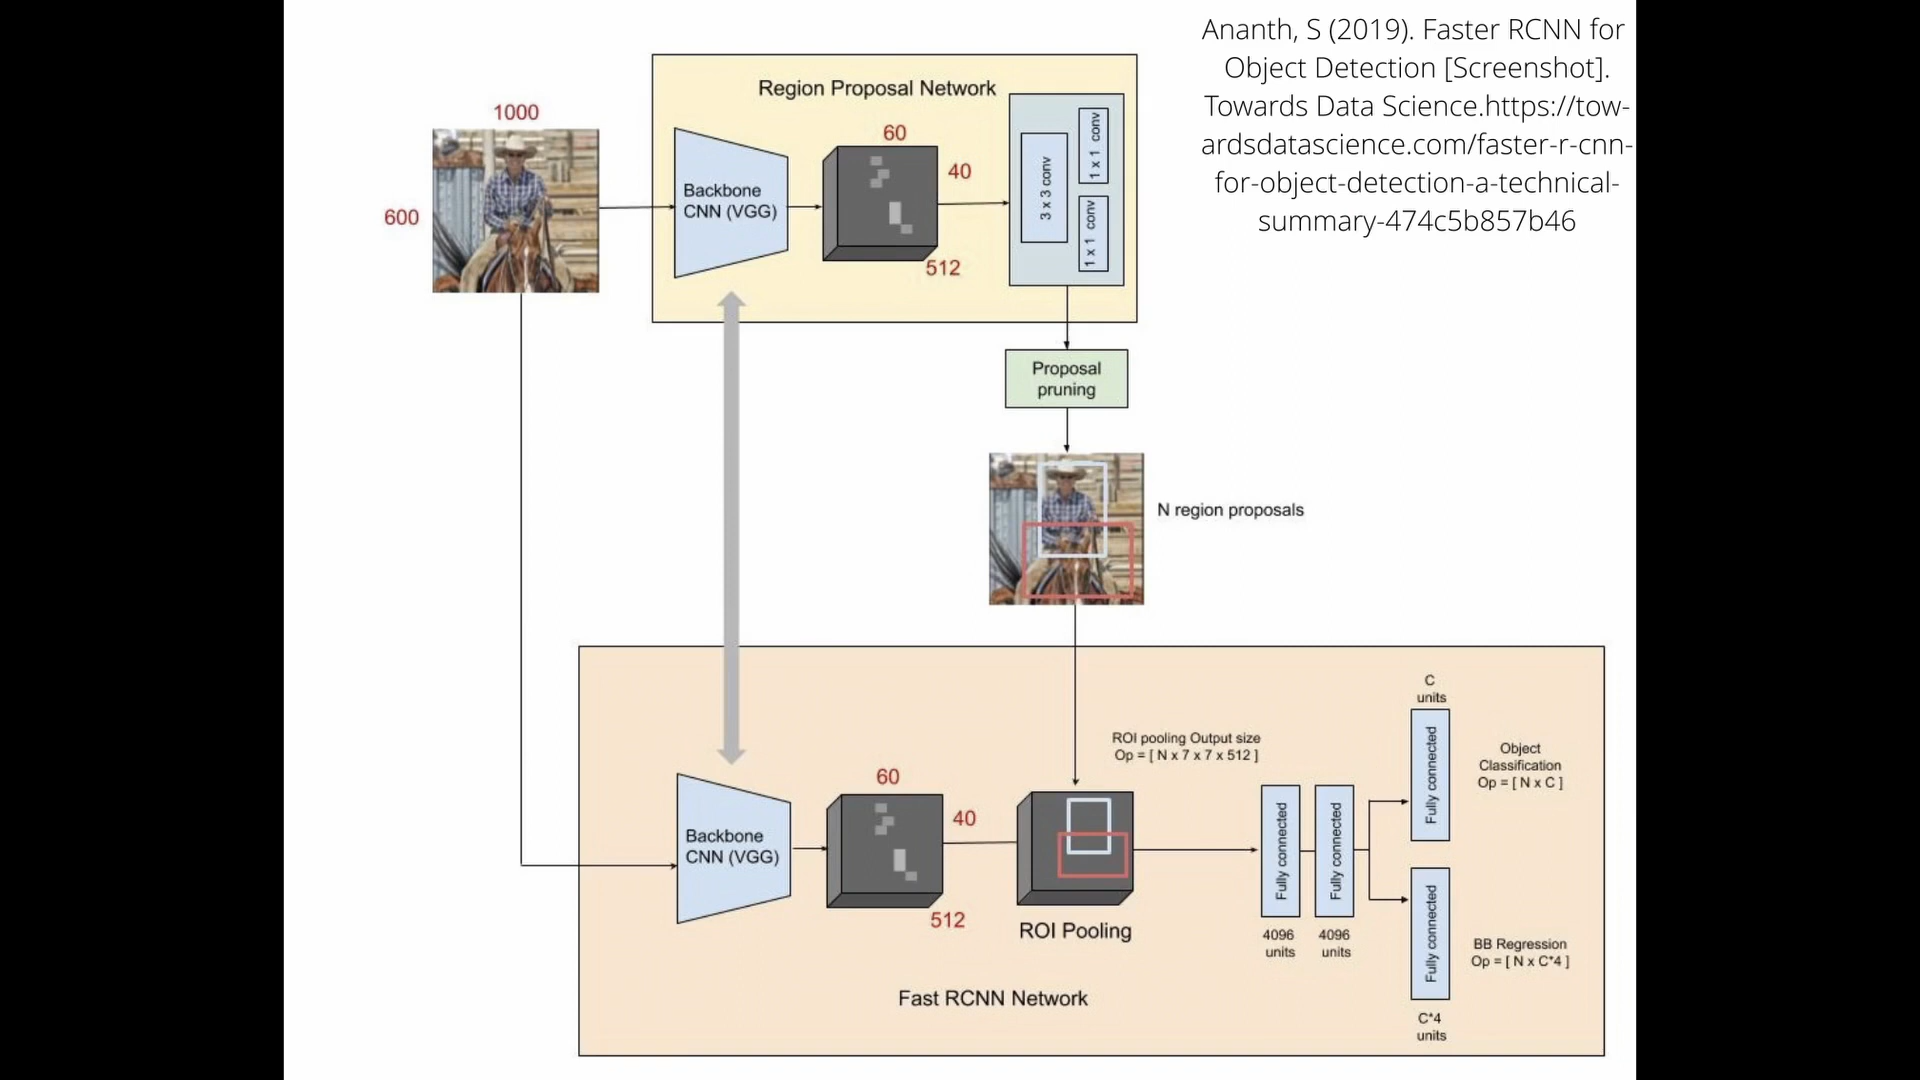 Ananth, S (2019). Faster RCNN for
Object Detection [Screenshot].
Towards Data Science.https://tow-
ardsdatascience.com/faster-r-cnn-
for-object-detection-a-technical-
summary-474c5b857b46
Region Proposal Network
1000
600
Backbone
CNN (VGG)
60
40
512
3 x 3 conv
1 x 1 conv
1 x 1 conv
Proposal
pruning
N region proposals
Backbone
CNN (VGG)
60
40
512
ROI Pooling
ROI pooling Output size
Op = [ N x 7 x 7 x 512 ]
Fully connected
4096
units
Fully connected
4096
units
C
units
Fully connected
Object
Classification
Op = [ N x C ]
Fully connected
BB Regression
Op = [ N x C*4 ]
C*4
units
Fast RCNN Network